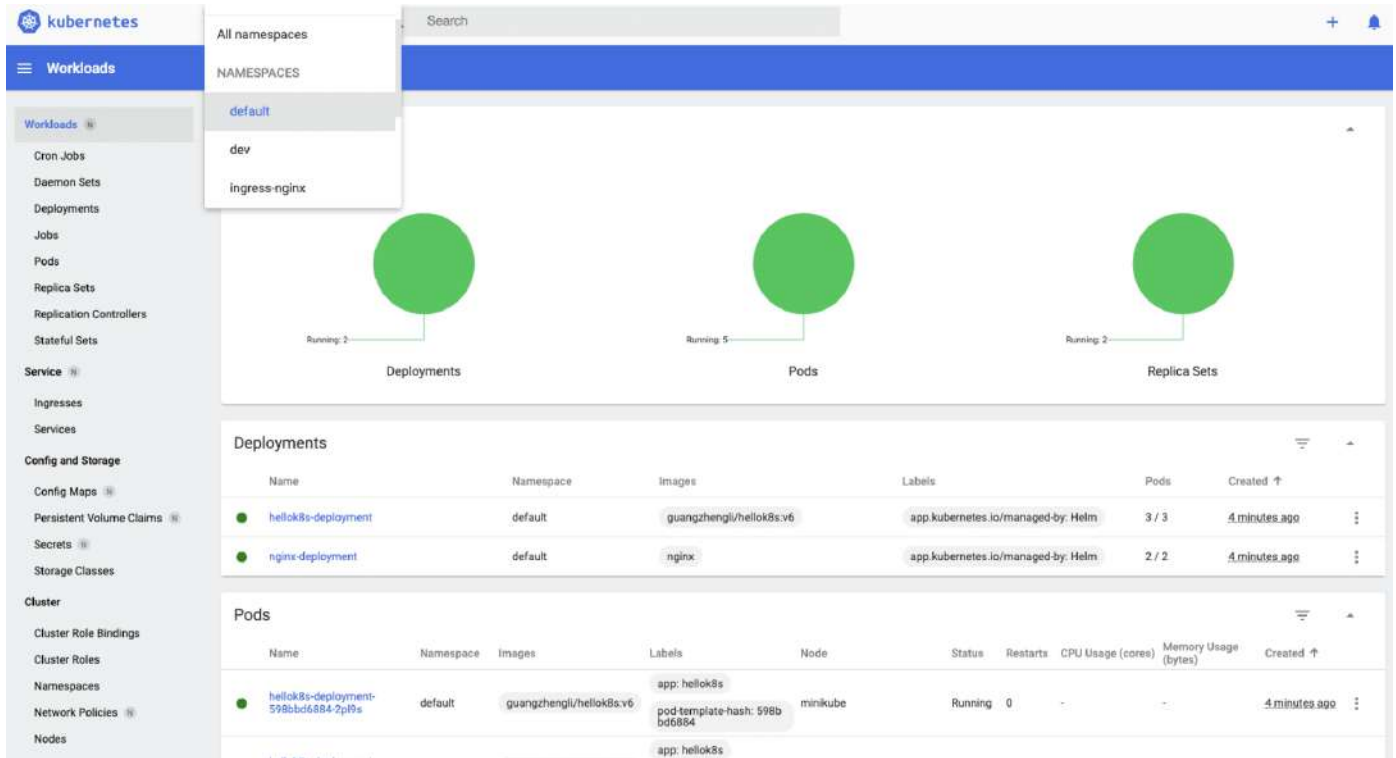 kubernetes
Search
All namespaces
NAMESPACES
default
dev
ingress-nginx
Workloads
Workloads N
Cron Jobs
Daemon Sets
Deployments
Jobs
Pods
Replica Sets
Replication Controllers
Stateful Sets
Service N
Ingresses
Services
Config and Storage
Config Maps N
Persistent Volume Claims N
Secrets N
Storage Classes
Cluster
Cluster Role Bindings
Cluster Roles
Namespaces
Network Policies N
Nodes
Running: 2
Deployments
Running: 5
Pods
Running: 2
Replica Sets
Deployments
Name Namespace Images Labels Pods Created ↑
hellok8s-deployment default guangzhengli/hellok8s:v6 app.kubernetes.io/managed-by: Helm 3 / 3 4 minutes ago
nginx-deployment default nginx app.kubernetes.io/managed-by: Helm 2 / 2 4 minutes ago
Pods
Name Namespace Images Labels Node Status Restarts CPU Usage (cores) Memory Usage (bytes) Created ↑
hellok8s-deployment-
598bbd6884-2pl9s
default guangzhengli/hellok8s:v6
app: hellok8s
pod-template-hash: 598b
bd6884
minikube Running 0 - - 4 minutes ago
app: hellok8s